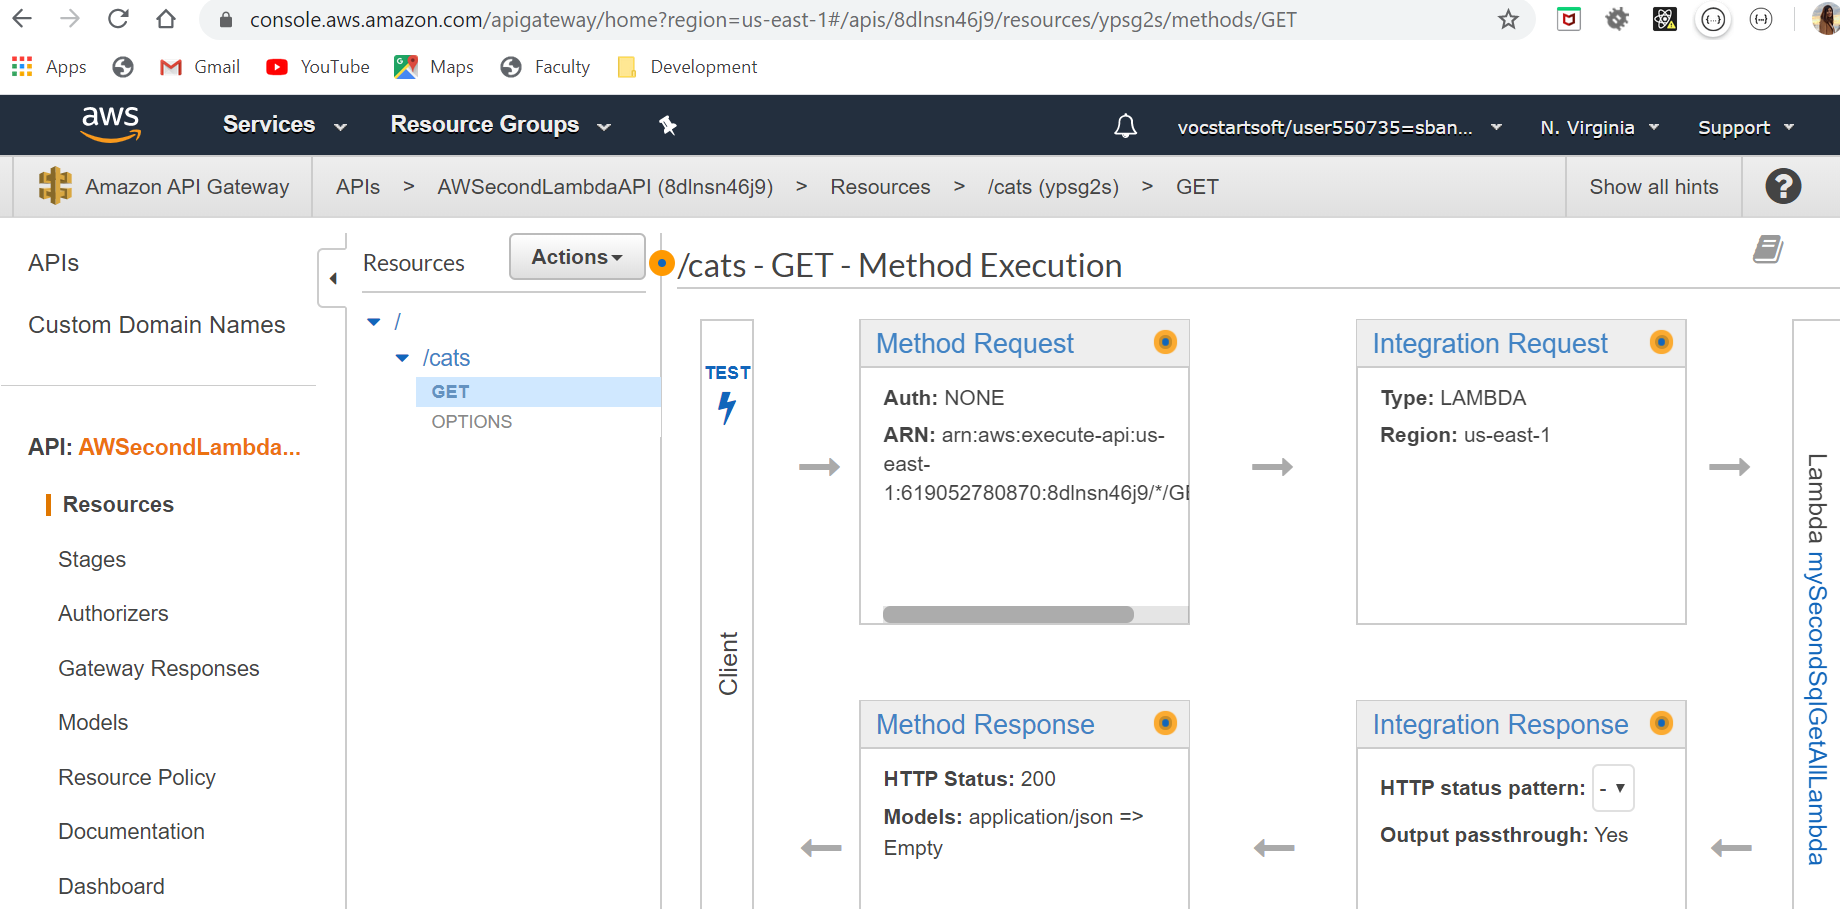 console.aws.amazon.com/apigateway/home?region=us-east-1#/apis/8dlnsn46j9/resources/ypsg2s/methods/GET
Apps Gmail YouTube Maps Faculty Development
aws Services Resource Groups vocstartsoft/user550735=sban... N. Virginia Support
Amazon API Gateway APIs > AWSecondLambdaAPI (8dlnsn46j9) > Resources > /cats (ypsg2s) > GET Show all hints ?
APIs
Custom Domain Names
API: AWSecondLambda...
Resources
Stages
Authorizers
Gateway Responses
Models
Resource Policy
Documentation
Dashboard
Resources Actions
/
/cats
GET
OPTIONS
/cats - GET - Method Execution
TEST
Client
Method Request
Auth: NONE
ARN: arn:aws:execute-api:us-
east-
1:619052780870:8dlnsn46j9/*/GE
Integration Request
Type: LAMBDA
Region: us-east-1
Lambda mySecondSqlGetAllLambda
Method Response
HTTP Status: 200
Models: application/json =>
Empty
Integration Response
HTTP status pattern: -
Output passthrough: Yes